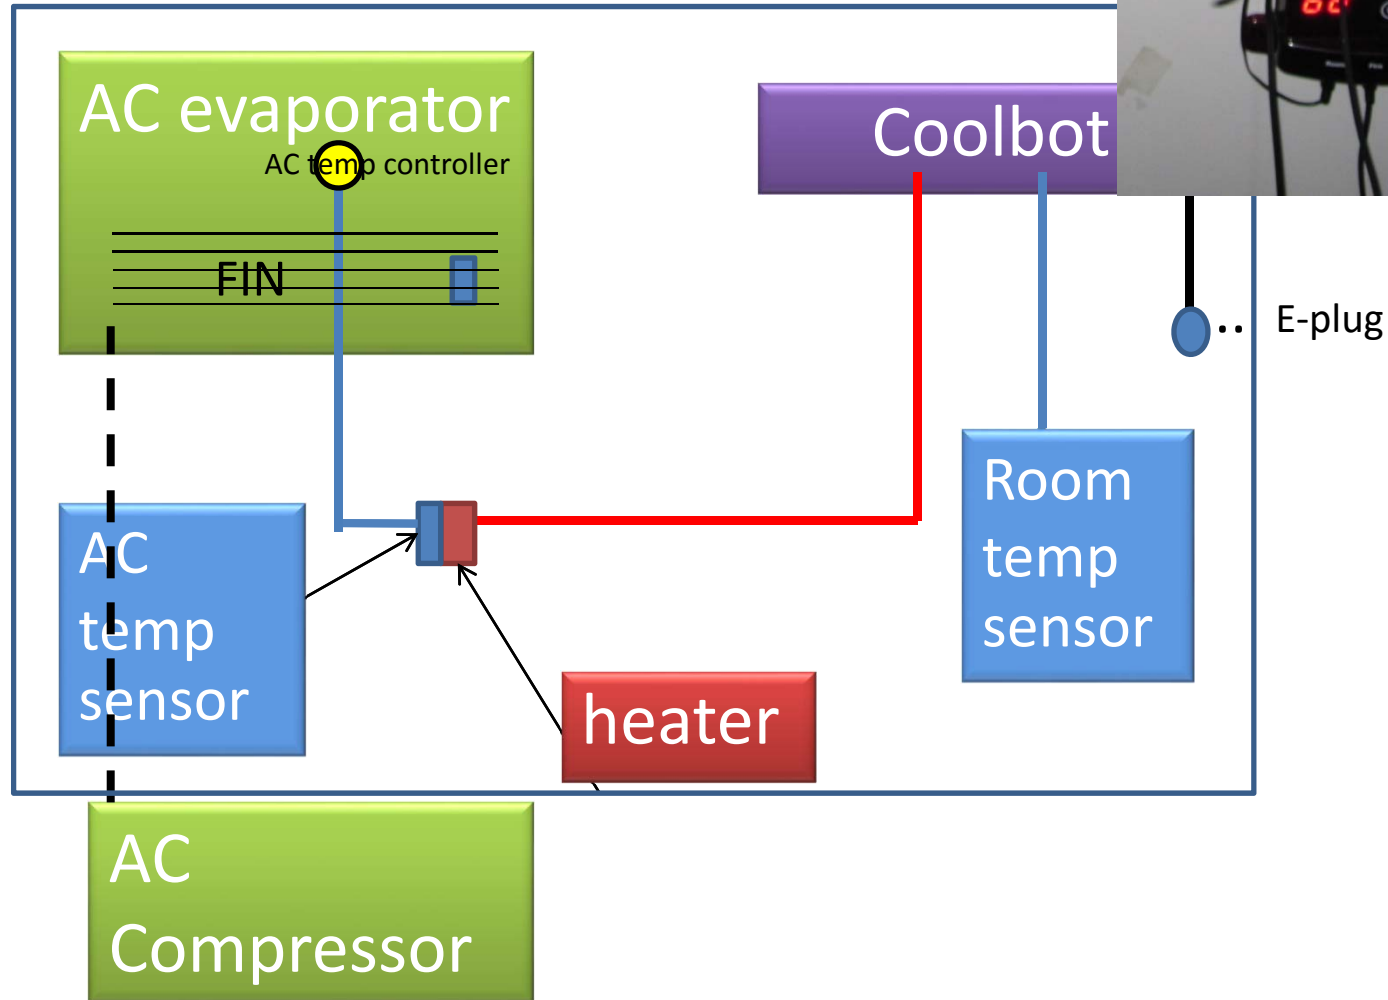 AC evaporator
AC temp controller
FIN
Coolbot
E-plug
AC
temp
sensor
Room
temp
sensor
heater
AC
Compressor